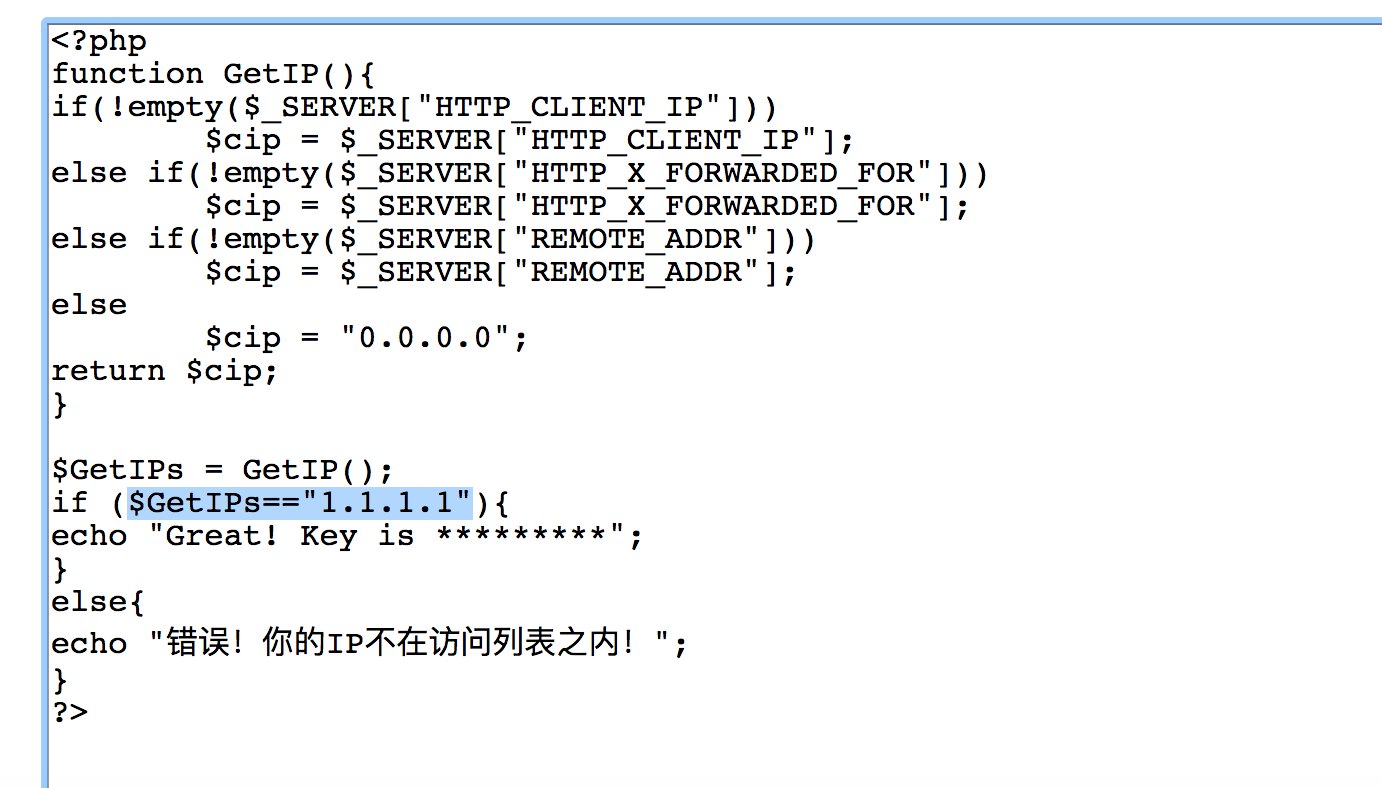 <?php
function GetIP(){
if(!empty($_SERVER["HTTP_CLIENT_IP"]))
        $cip = $_SERVER["HTTP_CLIENT_IP"];
else if(!empty($_SERVER["HTTP_X_FORWARDED_FOR"]))
        $cip = $_SERVER["HTTP_X_FORWARDED_FOR"];
else if(!empty($_SERVER["REMOTE_ADDR"]))
        $cip = $_SERVER["REMOTE_ADDR"];
else
        $cip = "0.0.0.0";
return $cip;
}

$GetIPs = GetIP();
if ($GetIPs=="1.1.1.1"){
echo "Great! Key is *********";
}
else{
echo "错误！你的IP不在访问列表之内！";
}
?>